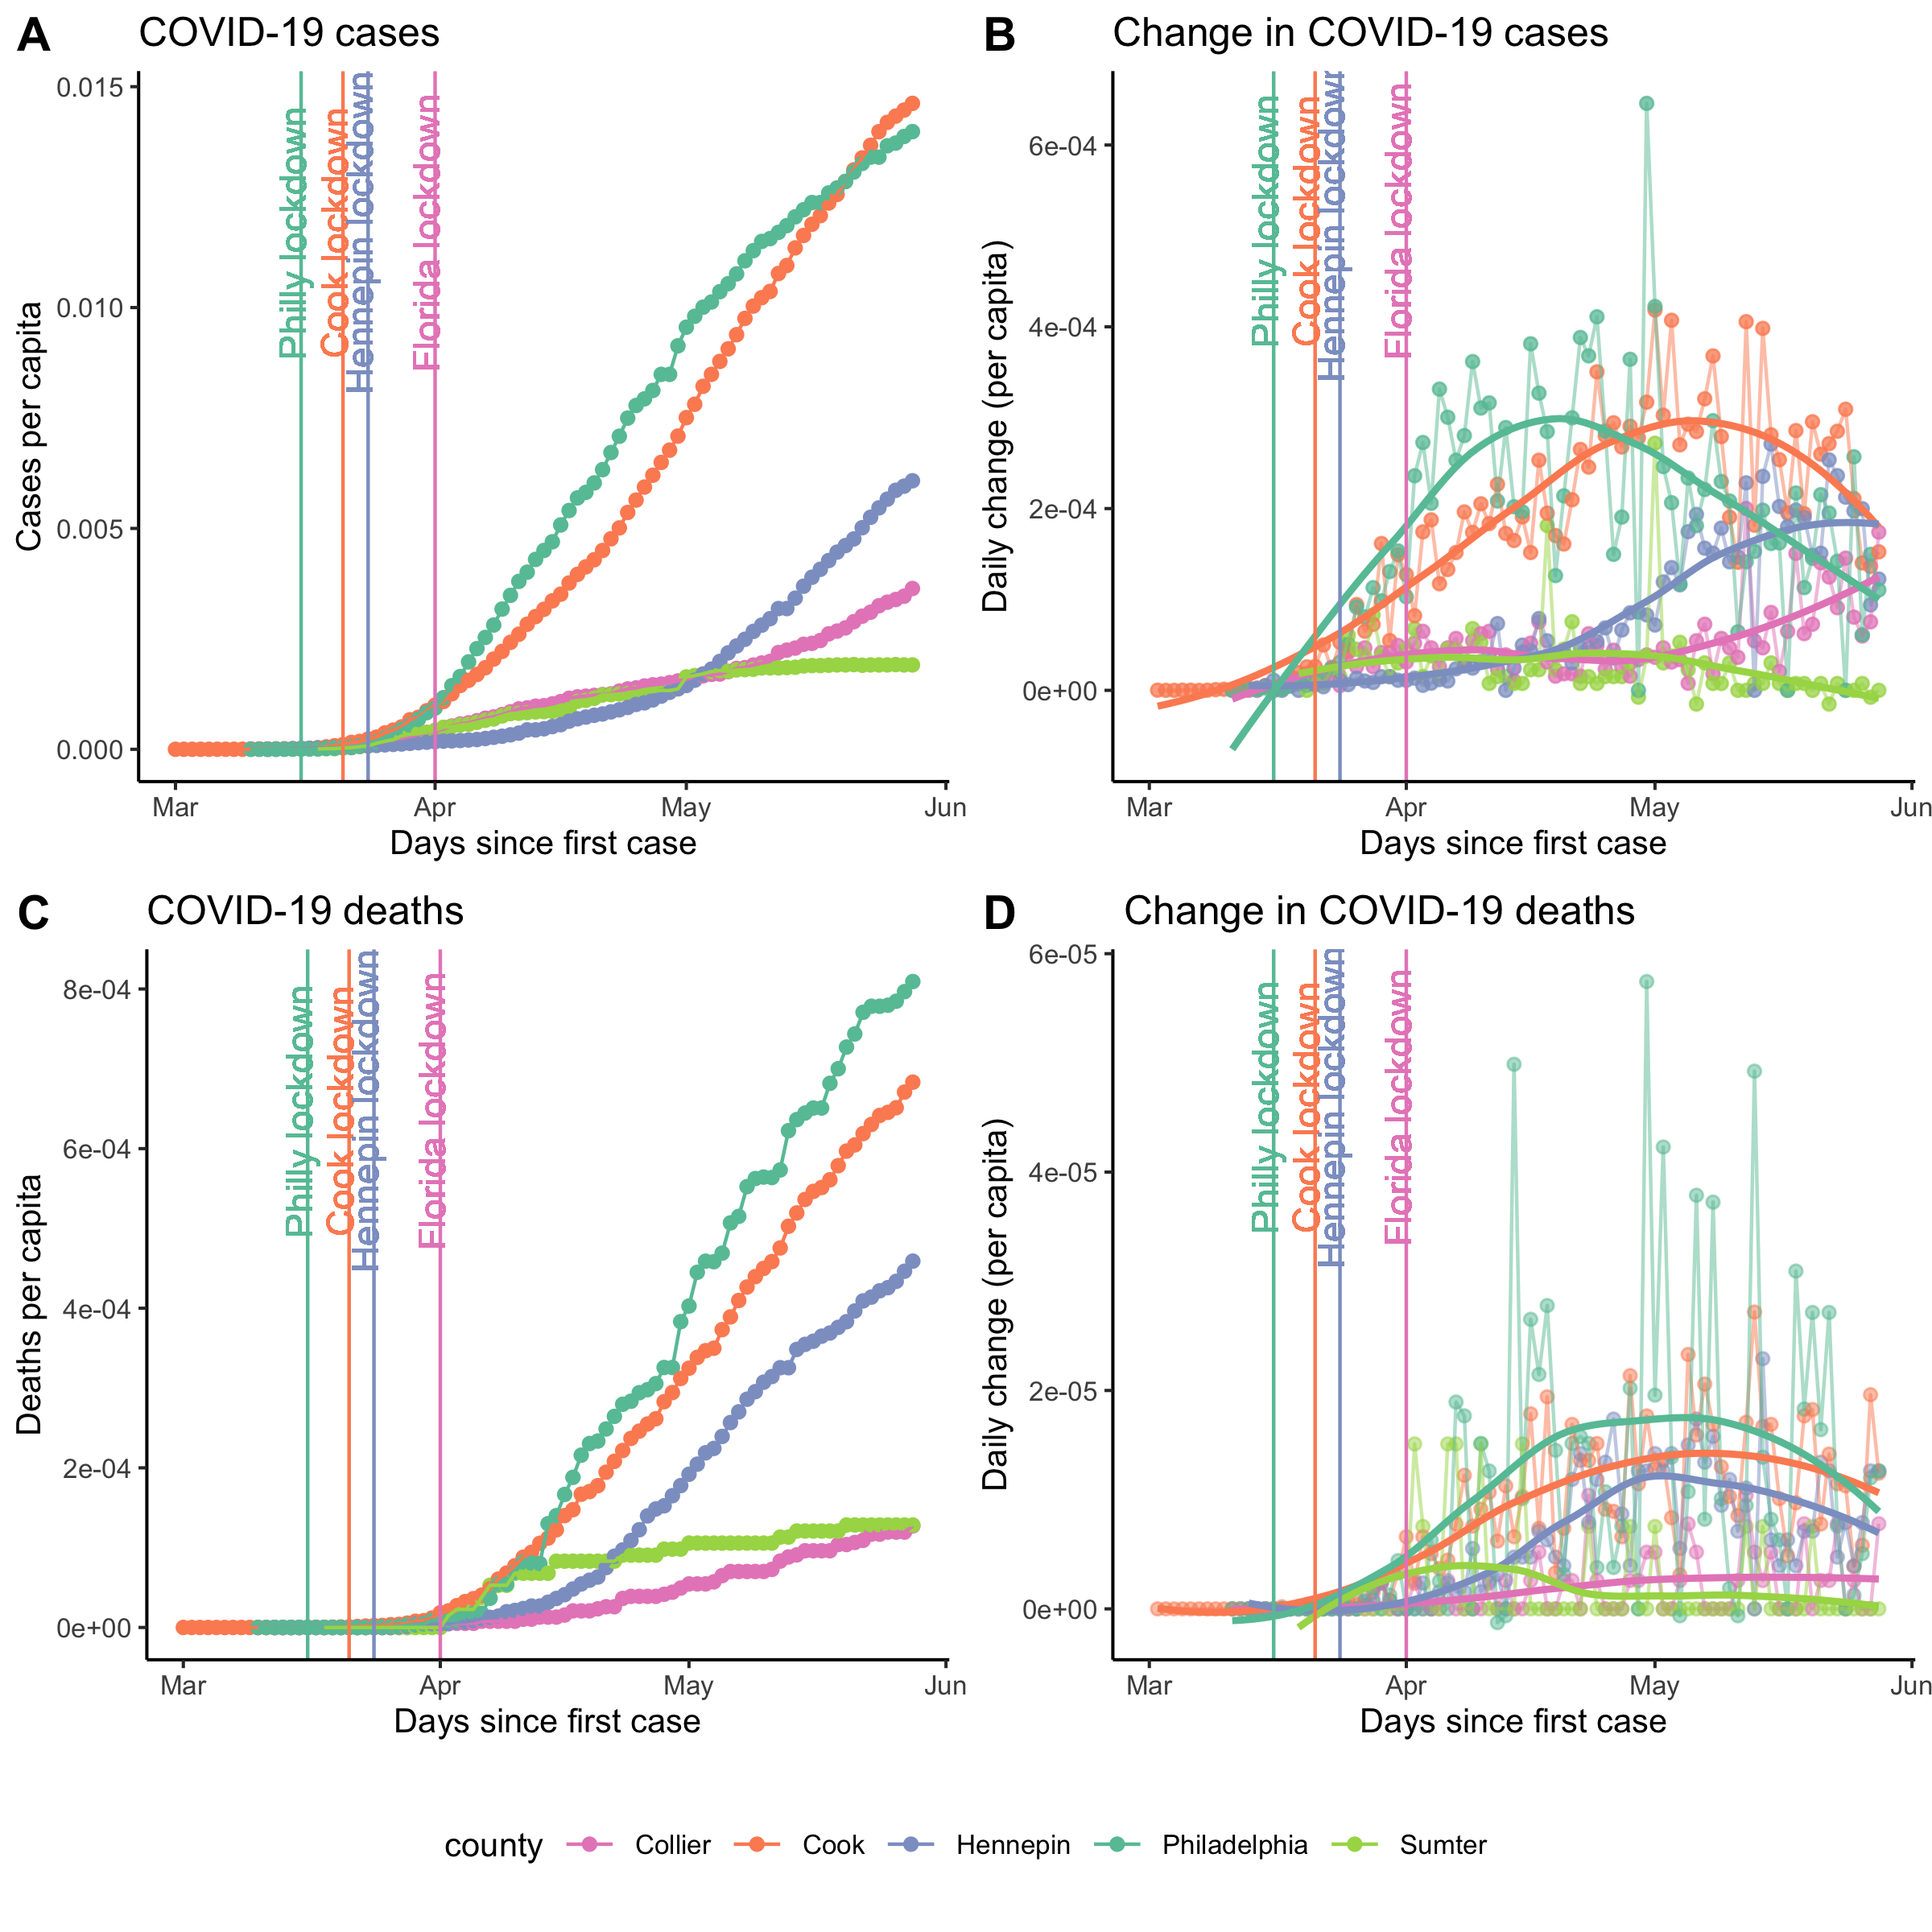 A COVID-19 cases
0.015
0.010
0.005
0.000
Cases per capita
Philly lockdown
Cook lockdown
Hennepin lockdown
Florida lockdown
Mar Apr May Jun
Days since first case
B Change in COVID-19 cases
6e-04
4e-04
2e-04
0e+00
Daily change (per capita)
Philly lockdown
Cook lockdown
Hennepin lockdown
Florida lockdown
Mar Apr May Jun
Days since first case
C COVID-19 deaths
8e-04
6e-04
4e-04
2e-04
0e+00
Deaths per capita
Philly lockdown
Cook lockdown
Hennepin lockdown
Florida lockdown
Mar Apr May Jun
Days since first case
D Change in COVID-19 deaths
6e-05
4e-05
2e-05
0e+00
Daily change (per capita)
Philly lockdown
Cook lockdown
Hennepin lockdown
Florida lockdown
Mar Apr May Jun
Days since first case
county Collier Cook Hennepin Philadelphia Sumter